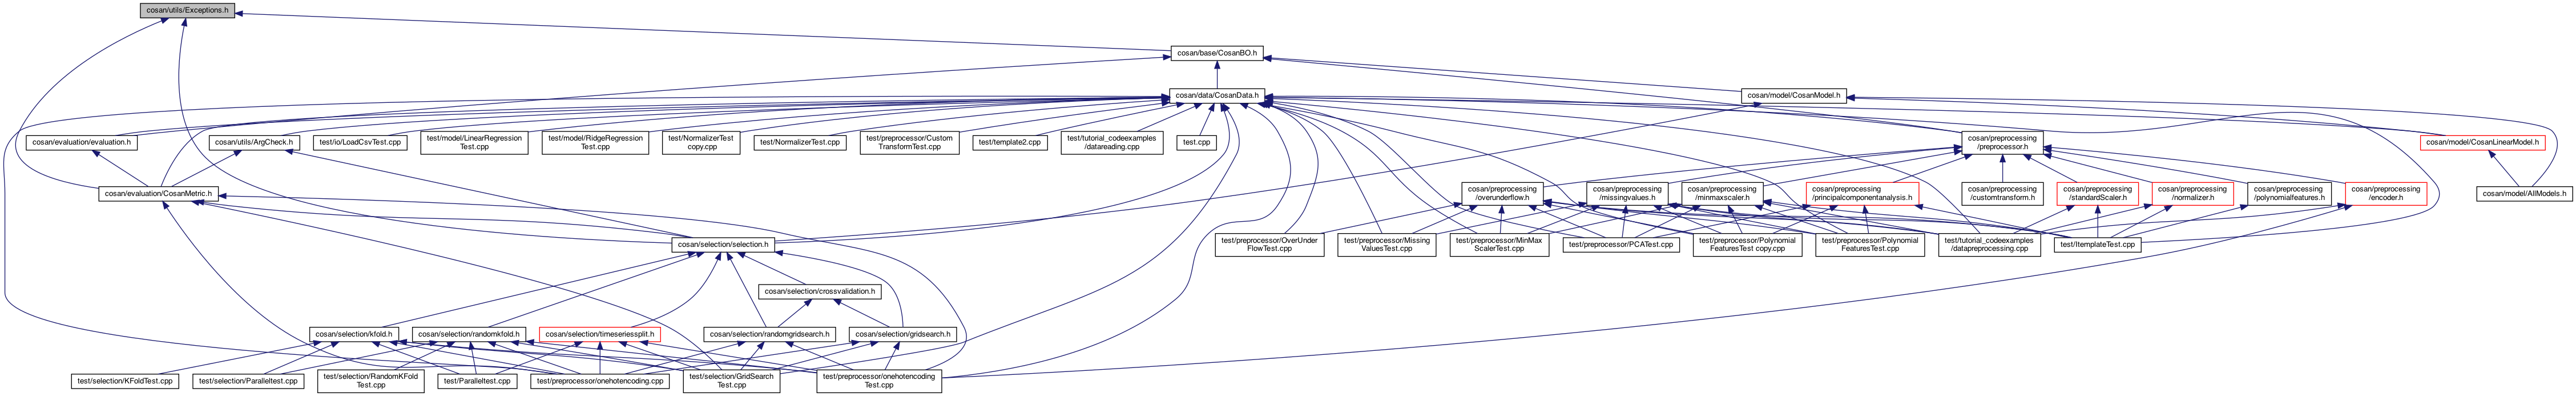 cosan/utils/Exceptions.h
cosan/base/CosanBO.h
cosan/data/CosanData.h
cosan/model/CosanModel.h
cosan/evaluation/evaluation.h
cosan/utils/ArgCheck.h
test/io/LoadCsvTest.cpp
test/model/LinearRegression
Test.cpp
test/model/RidgeRegression
Test.cpp
test/NormalizerTest
copy.cpp
test/NormalizerTest.cpp
test/preprocessor/Custom
TransformTest.cpp
test/template2.cpp
test/tutorial_codeexamples
/datareading.cpp
test.cpp
cosan/preprocessing
/preprocessor.h
cosan/model/CosanLinearModel.h
cosan/evaluation/CosanMetric.h
cosan/preprocessing
/overunderflow.h
cosan/preprocessing
/missingvalues.h
cosan/preprocessing
/minmaxscaler.h
cosan/preprocessing
/principalcomponentanalysis.h
cosan/preprocessing
/customtransform.h
cosan/preprocessing
/standardScaler.h
cosan/preprocessing
/normalizer.h
cosan/preprocessing
/polynomialfeatures.h
cosan/preprocessing
/encoder.h
cosan/model/AllModels.h
cosan/selection/selection.h
test/preprocessor/OverUnder
FlowTest.cpp
test/preprocessor/Missing
ValuesTest.cpp
test/preprocessor/MinMax
ScalerTest.cpp
test/preprocessor/PCATest.cpp
test/preprocessor/Polynomial
FeaturesTest copy.cpp
test/preprocessor/Polynomial
FeaturesTest.cpp
test/tutorial_codeexamples
/datapreprocessing.cpp
test/ItemplateTest.cpp
cosan/selection/crossvalidation.h
cosan/selection/kfold.h
cosan/selection/randomkfold.h
cosan/selection/timeseriessplit.h
cosan/selection/randomgridsearch.h
cosan/selection/gridsearch.h
test/selection/KFoldTest.cpp
test/selection/Paralleltest.cpp
test/selection/RandomKFold
Test.cpp
test/Paralleltest.cpp
test/preprocessor/onehotencoding.cpp
test/selection/GridSearch
Test.cpp
test/preprocessor/onehotencoding
Test.cpp